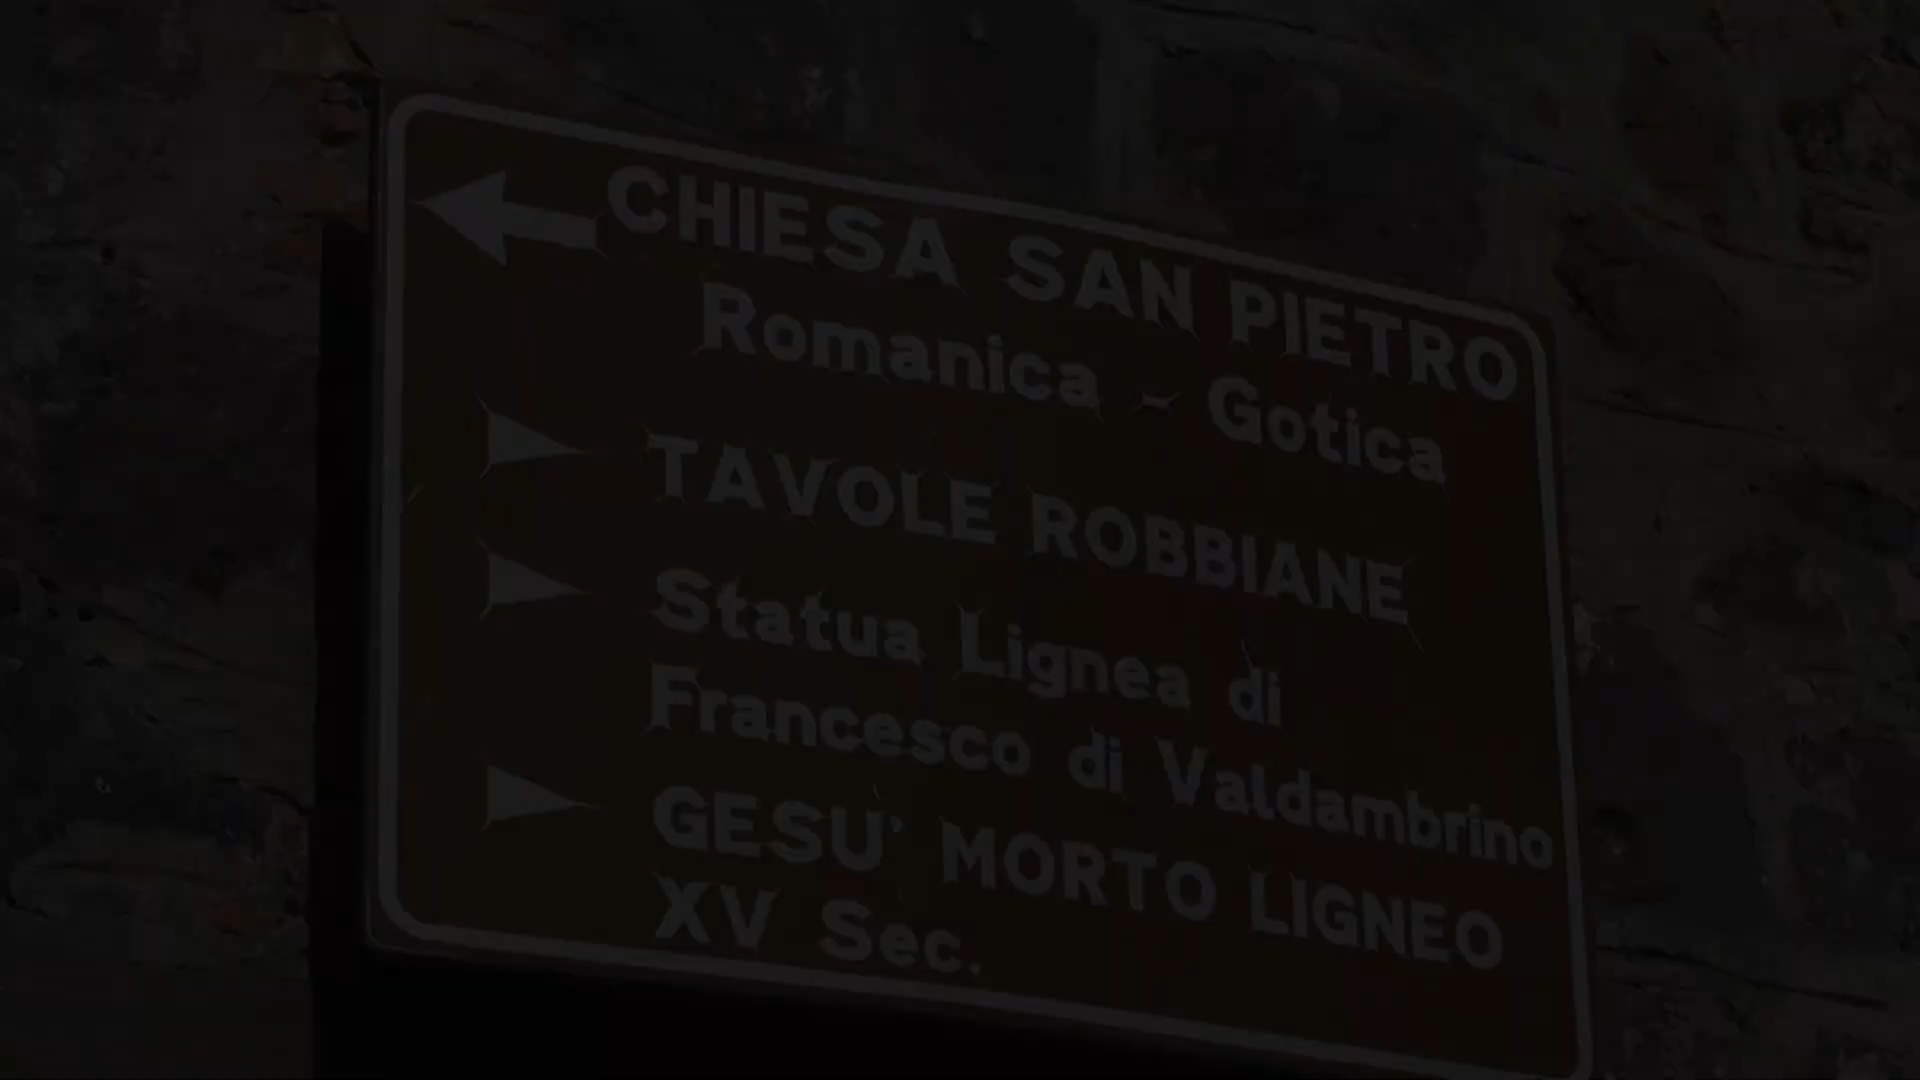 CHIESA SAN PIETRO
Romanica - Gotica
TAVOLE ROBBIANE
Statua Lignea di
Francesco di Valdambrino
GESU' MORTO LIGNEO
XV Sec.